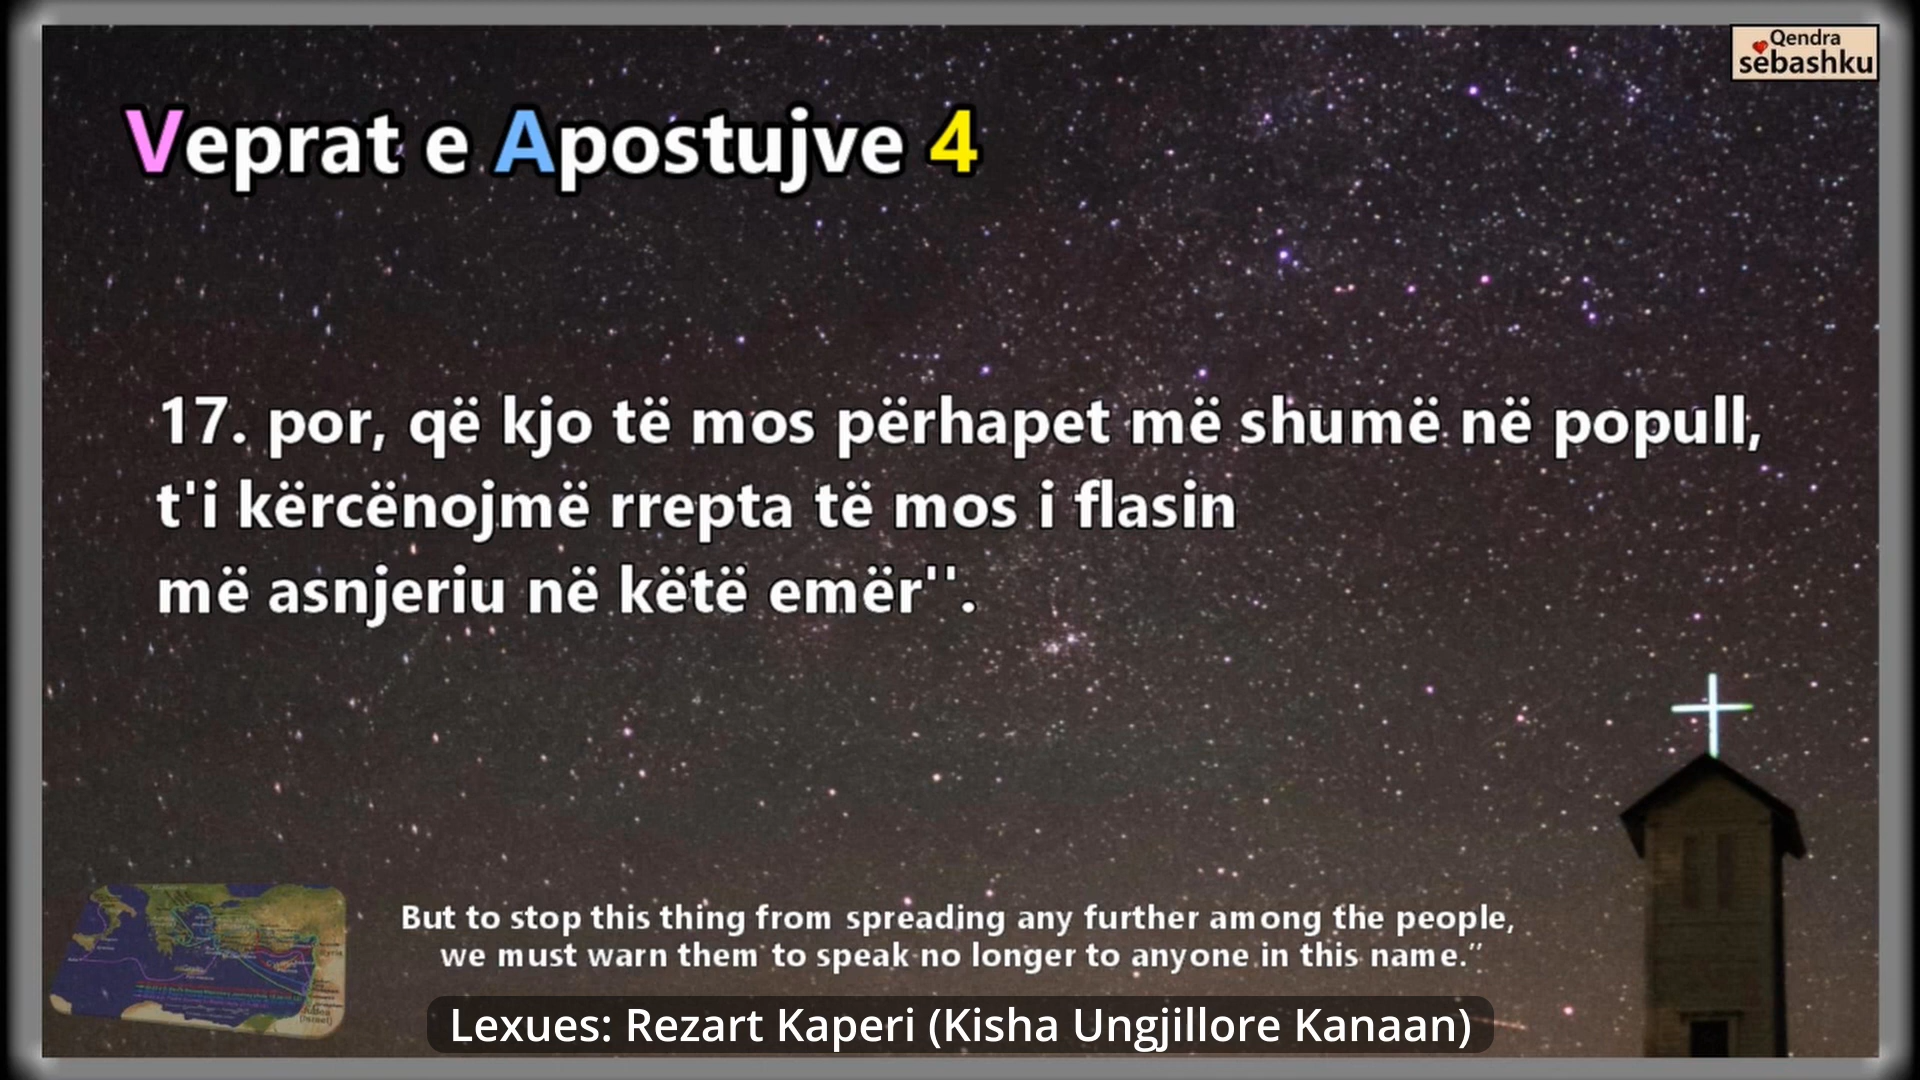 Qendra
sëbashku
Veprat e Apostujve 4
17. por, që kjo të mos përhapet më shumë në popull,
t'i kërcënojmë rrepta të mos i flasin
më asnjeriu në këtë emër''.
But to stop this thing from spreading any further among the people,
we must warn them to speak no longer to anyone in this name.”
Lexues: Rezart Kaperi (Kisha Ungjillore Kanaan)